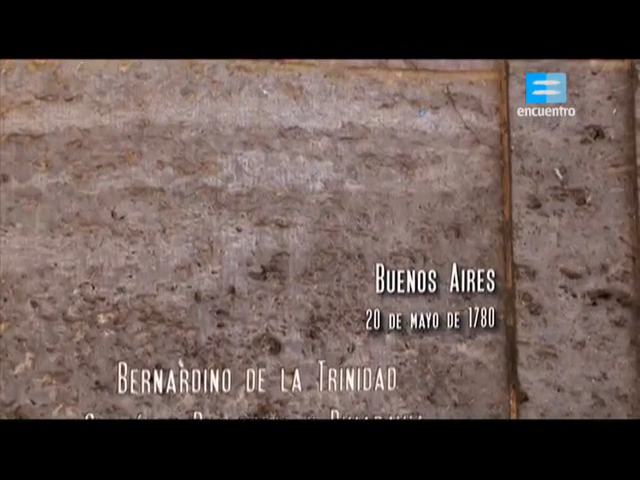 encuentro
Buenos Aires
20 de mayo de 1780
Bernardino de la Trinidad